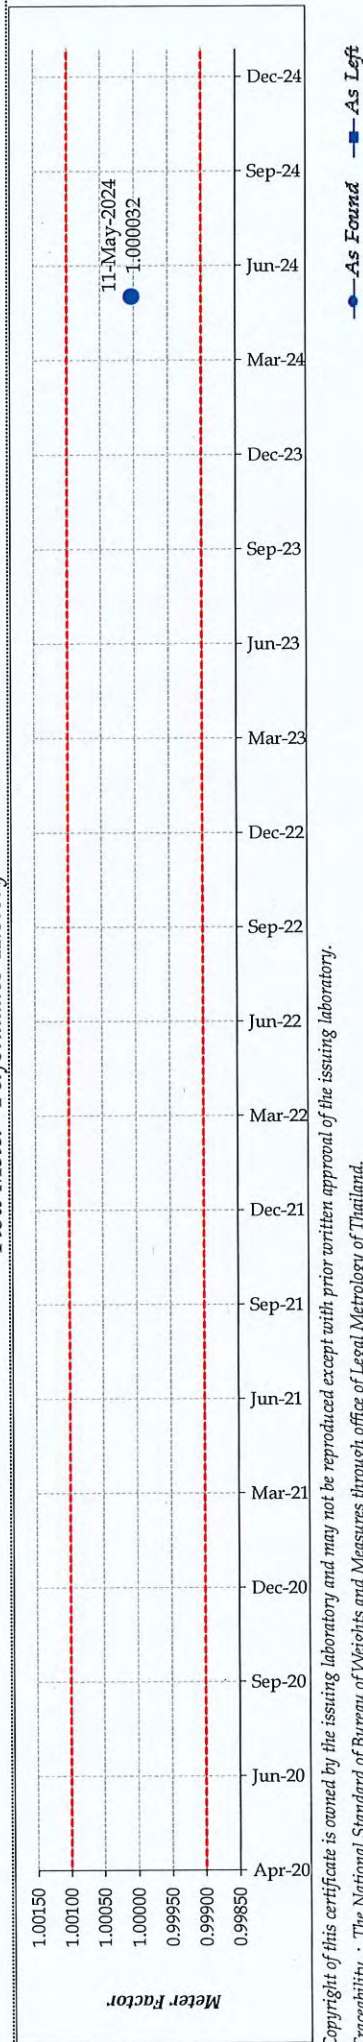 1.00150
1.00100
1.00050
1.00000
0.99950
0.99900
0.99850
Meter Factor
11-May-2024
1.000032
Apr-20
Jun-20
Sep-20
Dec-20
Mar-21
Jun-21
Sep-21
Dec-21
Mar-22
Jun-22
Sep-22
Dec-22
Mar-23
Jun-23
Sep-23
Dec-23
Mar-24
Jun-24
Sep-24
Dec-24
As Found
As Left
Copyright of this certificate is owned by the issuing laboratory and may not be reproduced except with prior written approval of the issuing laboratory.
Traceability : The National Standard of Bureau of Weights and Measures through office of Legal Metrology of Thailand.